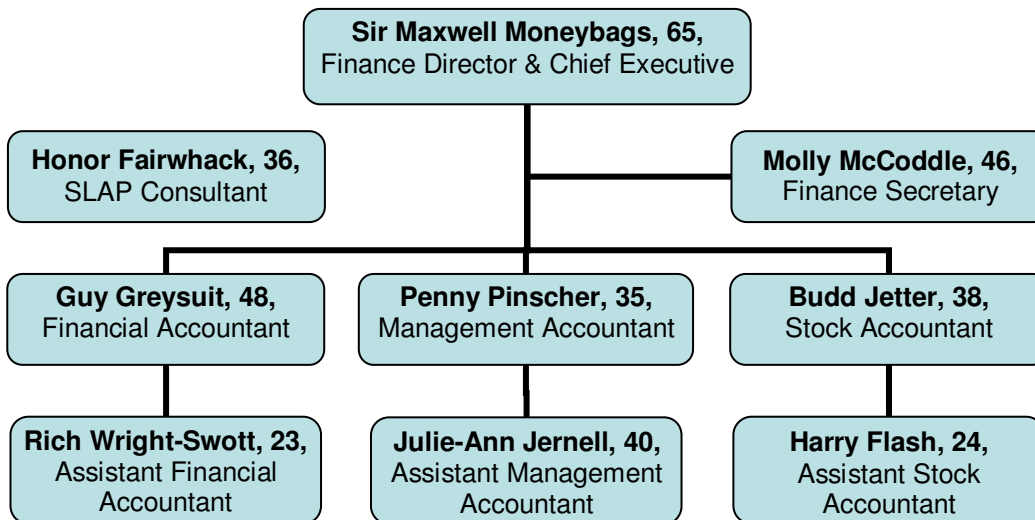 Sir Maxwell Moneybags, 65,
Finance Director & Chief Executive
Honor Fairwhack, 36,
SLAP Consultant
Molly McCoddle, 46,
Finance Secretary
Guy Greysuit, 48,
Financial Accountant
Penny Pinscher, 35,
Management Accountant
Budd Jetter, 38,
Stock Accountant
Rich Wright-Swott, 23,
Assistant Financial
Accountant
Julie-Ann Jernell, 40,
Assistant Management
Accountant
Harry Flash, 24,
Assistant Stock
Accountant